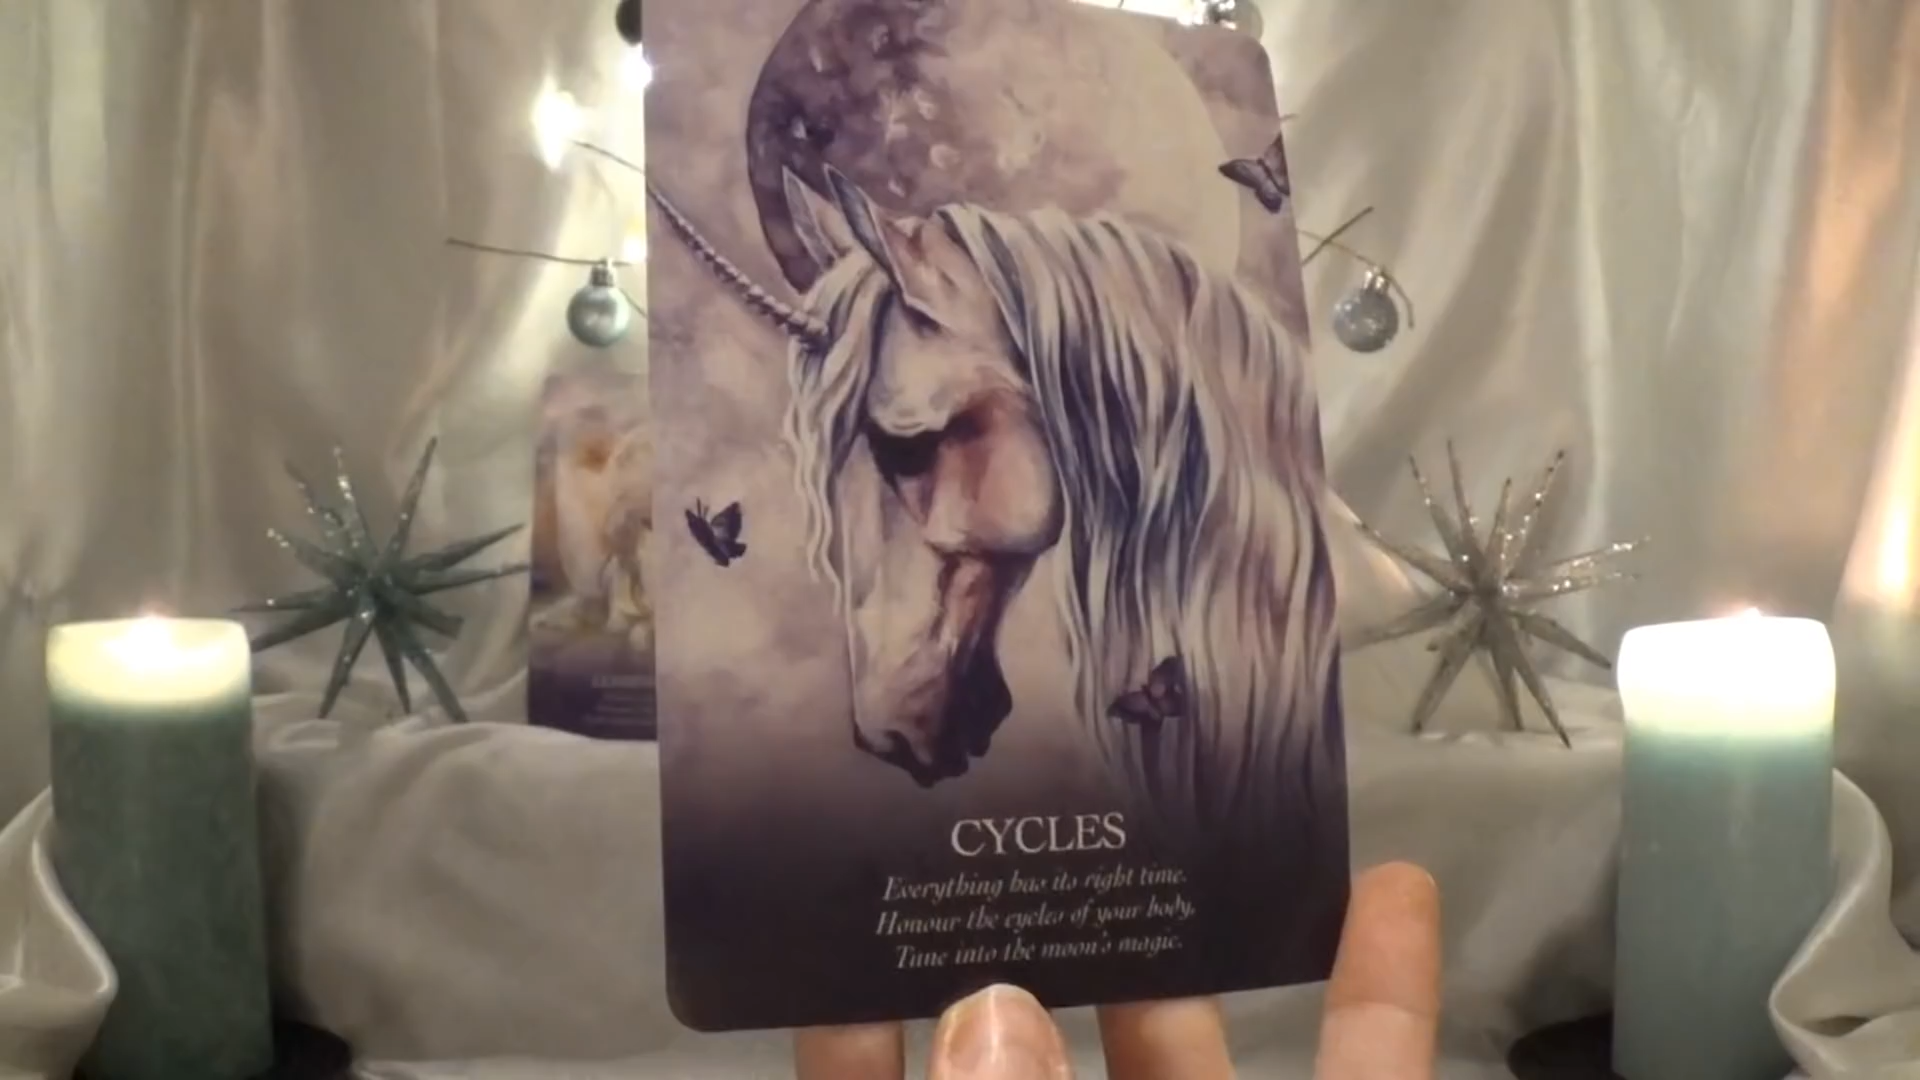 CYCLES
Everything has its right time.
Honour the cycles of your body.
Tune into the moon's magic.